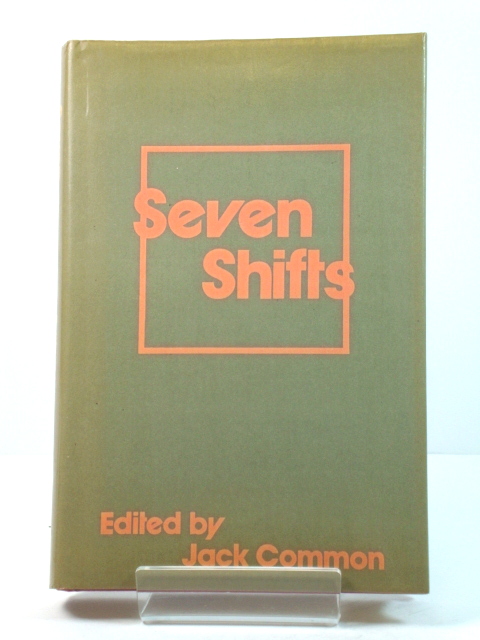 Seven
Shifts
Edited by
Jack Common